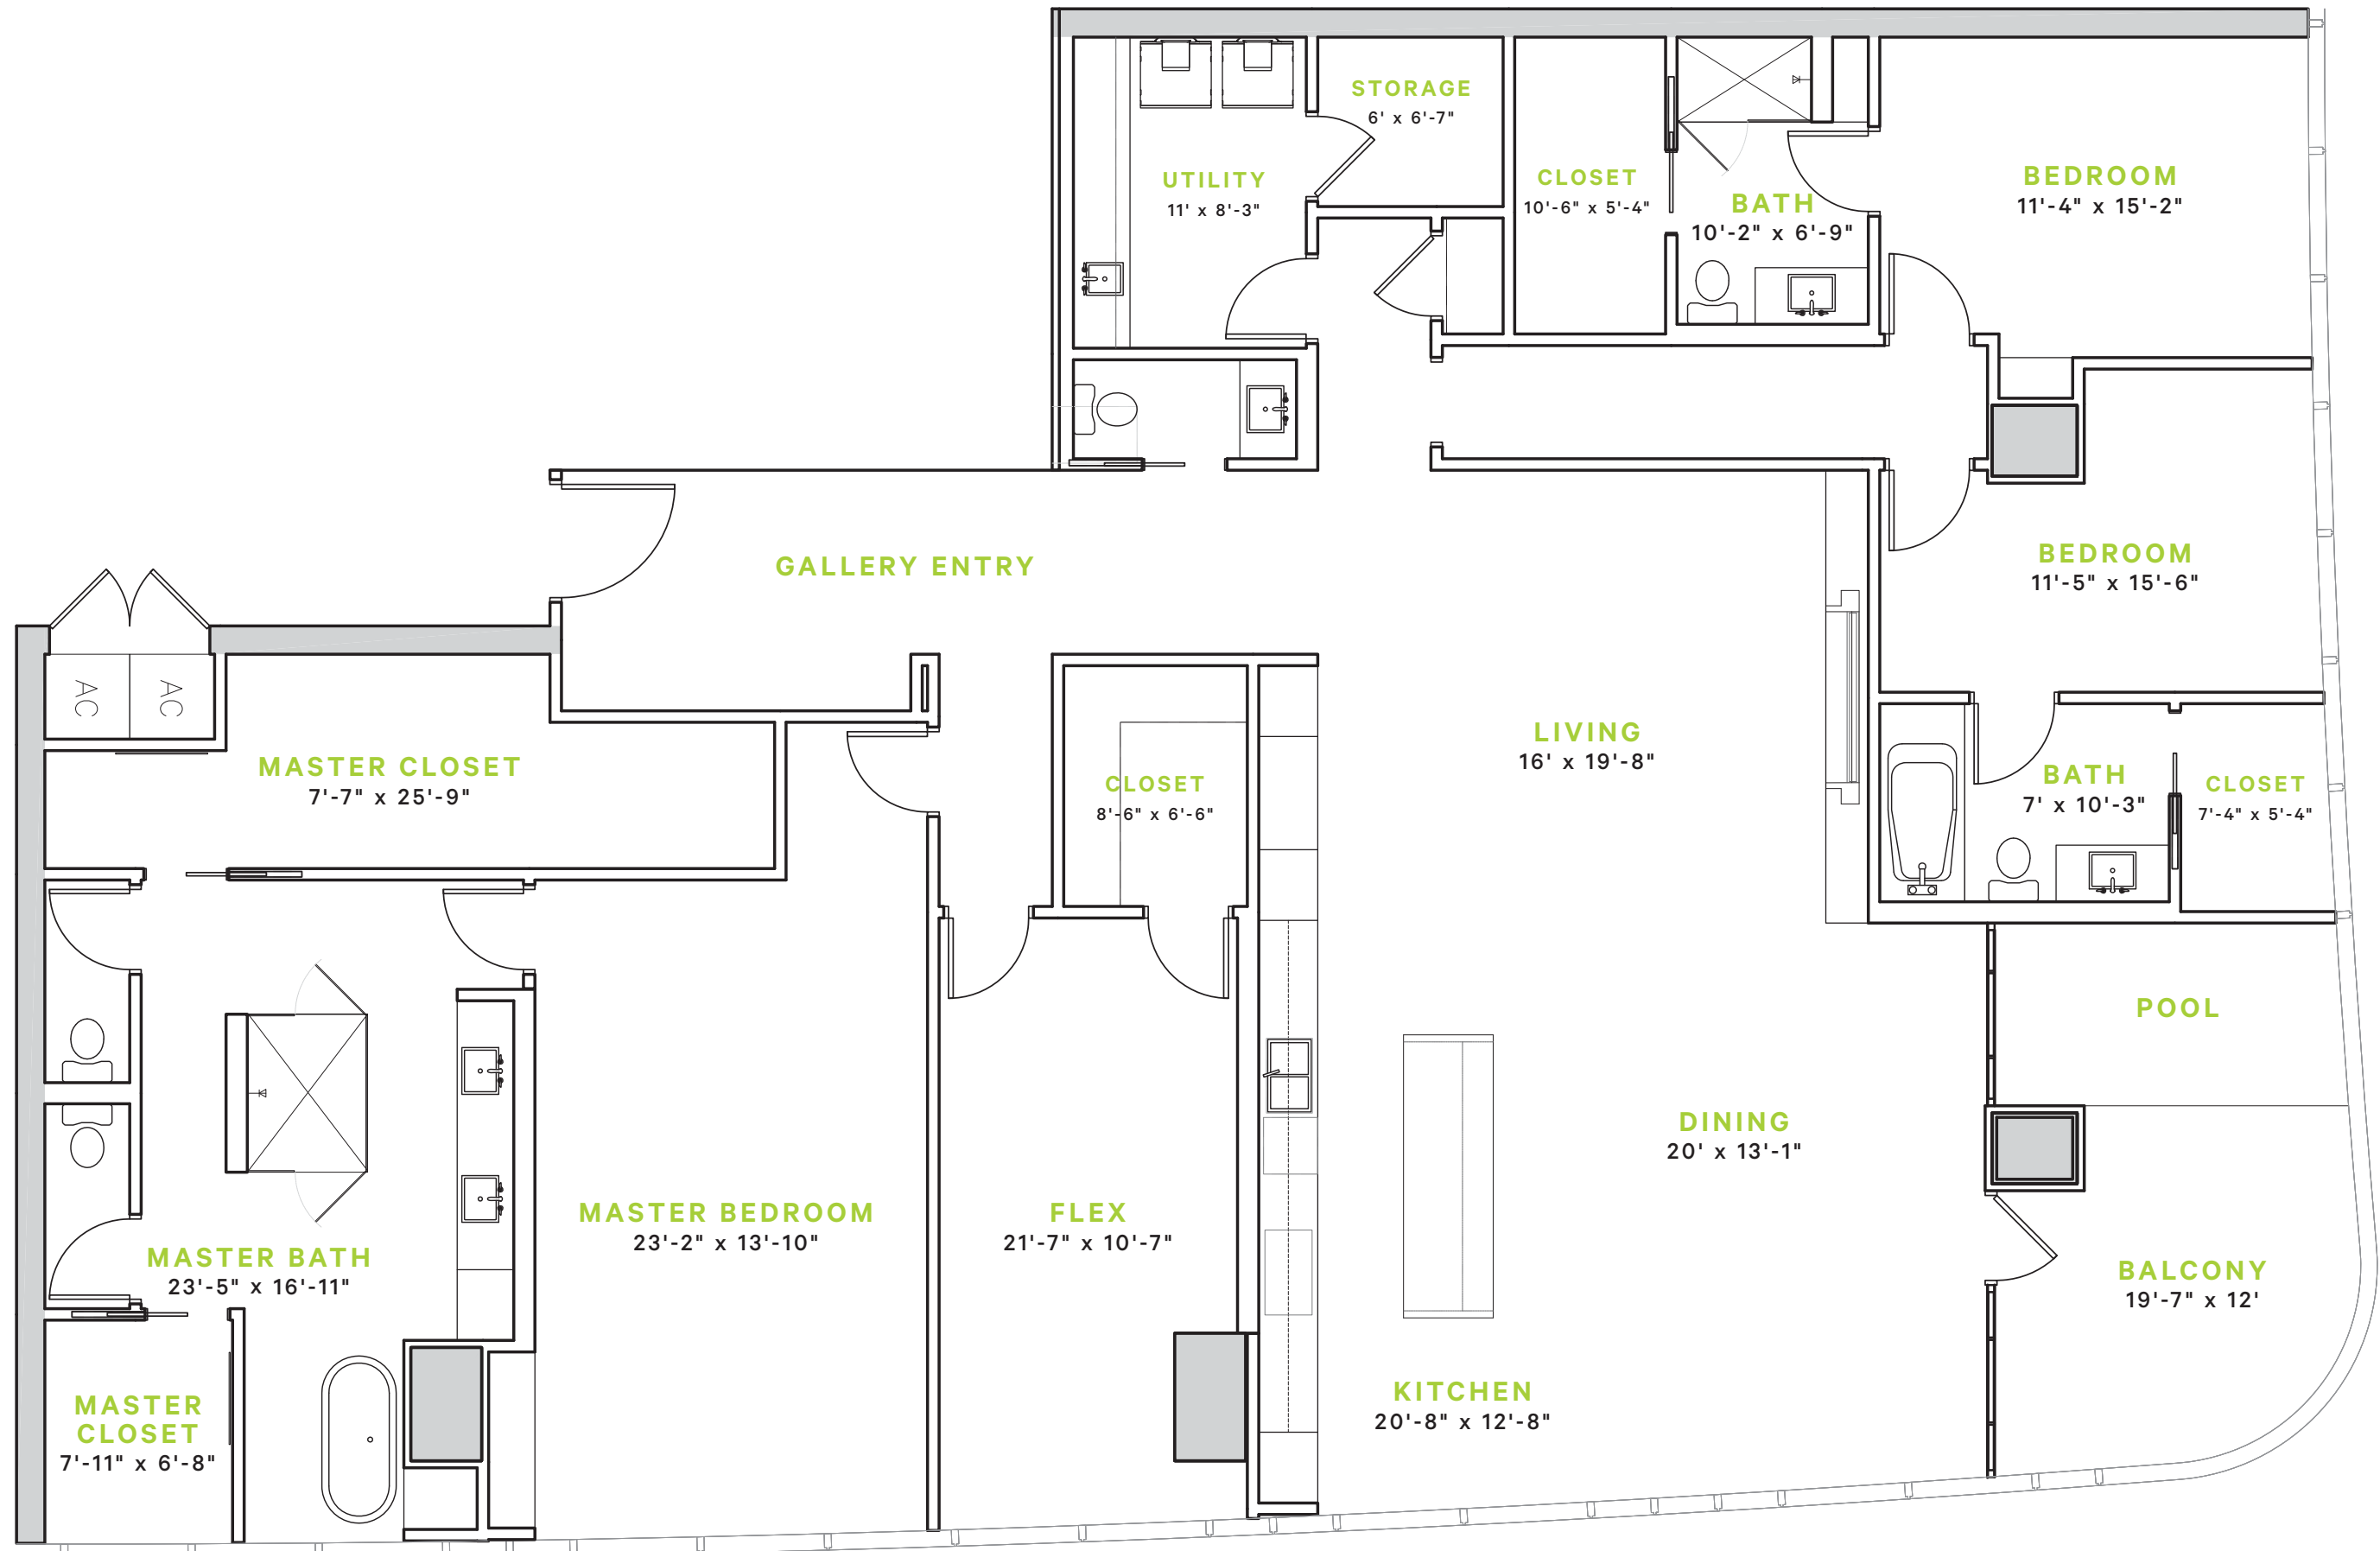 STORAGE
6' x 6'-7"
UTILITY
11' x 8'-3"
CLOSET
10'-6" x 5'-4"
BATH
10'-2" x 6'-9"
BEDROOM
11'-4" x 15'-2"
GALLERY ENTRY
BEDROOM
11'-5" x 15'-6"
AC
AC
MASTER CLOSET
7'-7" x 25'-9"
CLOSET
8'-6" x 6'-6"
LIVING
16' x 19'-8"
BATH
7' x 10'-3"
CLOSET
7'-4" x 5'-4"
POOL
DINING
20' x 13'-1"
MASTER BATH
23'-5" x 16'-11"
MASTER BEDROOM
23'-2" x 13'-10"
FLEX
21'-7" x 10'-7"
BALCONY
19'-7" x 12'
MASTER
CLOSET
7'-11" x 6'-8"
KITCHEN
20'-8" x 12'-8"